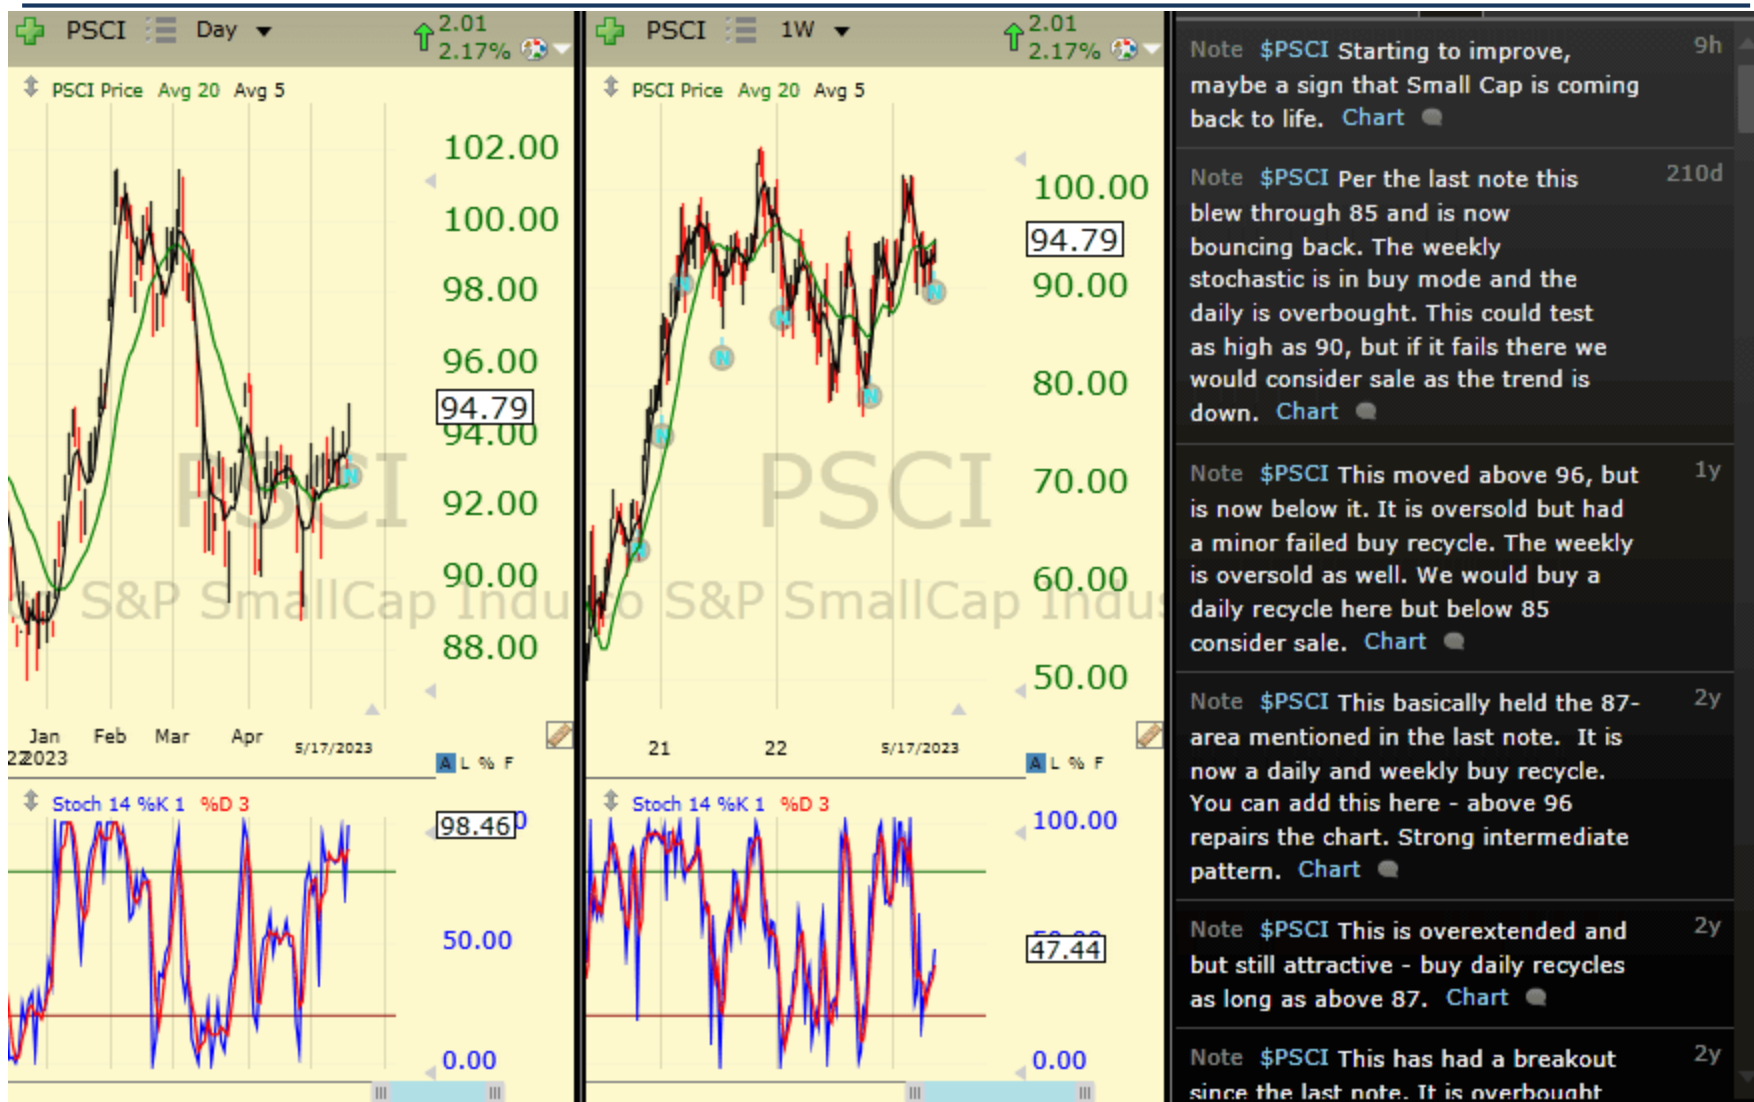 PSCI Day 2.01
2.17%
PSCI Price Avg 20 Avg 5
102.00
100.00
98.00
96.00
94.79
94.00
92.00
90.00
88.00
PSCI
S&P SmallCap Indu
Jan Feb Mar Apr 5/17/2023
2023
A L % F
Stoch 14 %K 1 %D 3
98.46
50.00
0.00
PSCI 1W 2.01
2.17%
PSCI Price Avg 20 Avg 5
100.00
94.79
90.00
80.00
70.00
60.00
50.00
PSCI
o S&P SmallCap Indus
N
N
N
N
N
N
N
N
21 22 5/17/2023
A L % F
Stoch 14 %K 1 %D 3
100.00
47.44
0.00
Note $PSCI Starting to improve, 9h
maybe a sign that Small Cap is coming
back to life. Chart
Note $PSCI Per the last note this 210d
blew through 85 and is now
bouncing back. The weekly
stochastic is in buy mode and the
daily is overbought. This could test
as high as 90, but if it fails there we
would consider sale as the trend is
down. Chart
Note $PSCI This moved above 96, but 1y
is now below it. It is oversold but had
a minor failed buy recycle. The weekly
is oversold as well. We would buy a
daily recycle here but below 85
consider sale. Chart
Note $PSCI This basically held the 87- 2y
area mentioned in the last note. It is
now a daily and weekly buy recycle.
You can add this here - above 96
repairs the chart. Strong intermediate
pattern. Chart
Note $PSCI This is overextended and 2y
but still attractive - buy daily recycles
as long as above 87. Chart
Note $PSCI This has had a breakout 2y
since the last note. It is overbought